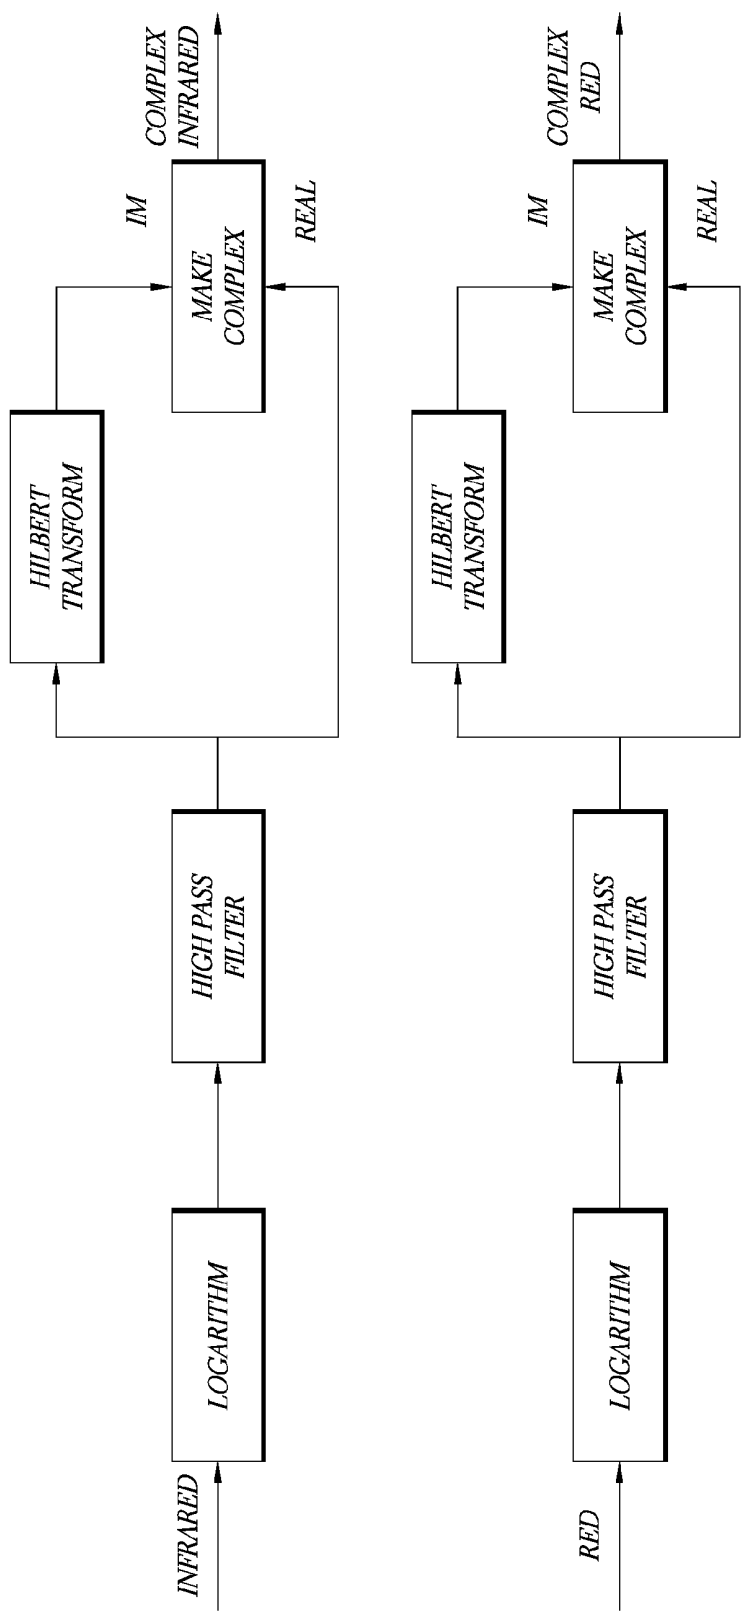 INFRARED
LOGARITHM
HIGH PASS
FILTER
HILBERT
TRANSFORM
IM
MAKE
COMPLEX
REAL
COMPLEX
INFRARED
RED
LOGARITHM
HIGH PASS
FILTER
HILBERT
TRANSFORM
IM
MAKE
COMPLEX
REAL
COMPLEX
RED